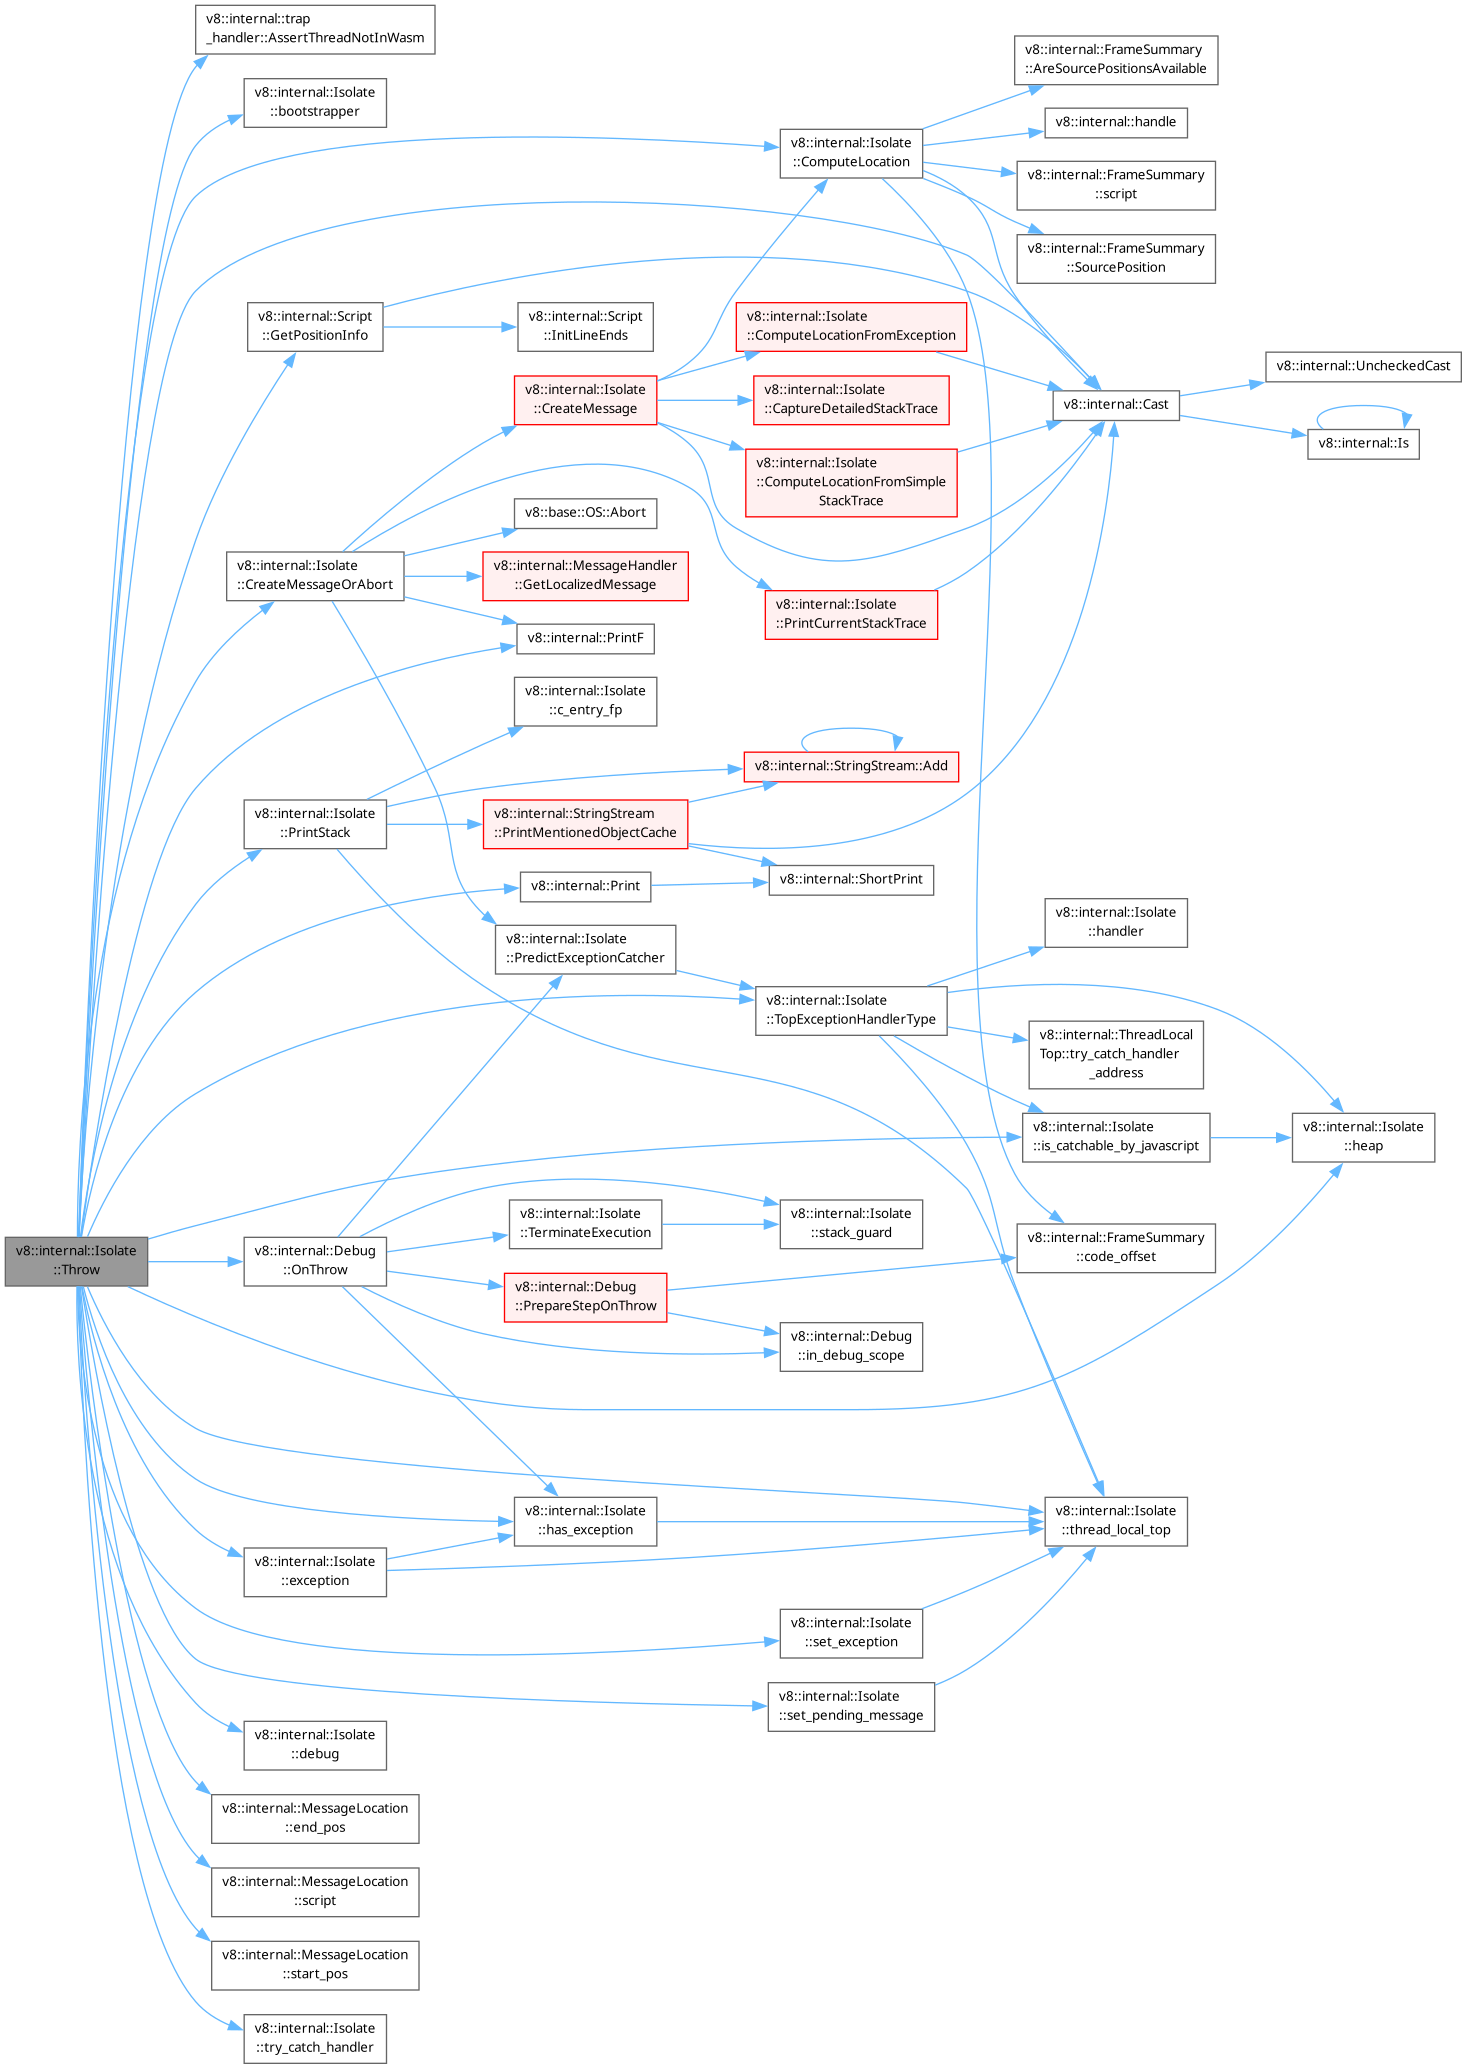 v8::internal::trap
_handler::AssertThreadNotInWasm
v8::internal::Isolate
::bootstrapper
v8::internal::Script
::GetPositionInfo
v8::internal::Isolate
::CreateMessageOrAbort
v8::internal::Isolate
::PrintStack
v8::internal::Isolate
::Throw
v8::internal::Debug
::OnThrow
v8::internal::Isolate
::exception
v8::internal::Isolate
::debug
v8::internal::MessageLocation
::end_pos
v8::internal::MessageLocation
::script
v8::internal::MessageLocation
::start_pos
v8::internal::Isolate
::try_catch_handler
v8::internal::Script
::InitLineEnds
v8::internal::Isolate
::CreateMessage
v8::base::OS::Abort
v8::internal::MessageHandler
::GetLocalizedMessage
v8::internal::PrintF
v8::internal::Isolate
::c_entry_fp
v8::internal::StringStream
::PrintMentionedObjectCache
v8::internal::Print
v8::internal::Isolate
::PredictExceptionCatcher
v8::internal::Isolate
::TerminateExecution
v8::internal::Debug
::PrepareStepOnThrow
v8::internal::Isolate
::has_exception
v8::internal::Isolate
::ComputeLocation
v8::internal::Isolate
::ComputeLocationFromException
v8::internal::Isolate
::CaptureDetailedStackTrace
v8::internal::Isolate
::ComputeLocationFromSimple
StackTrace
v8::internal::Isolate
::PrintCurrentStackTrace
v8::internal::StringStream::Add
v8::internal::ShortPrint
v8::internal::Isolate
::TopExceptionHandlerType
v8::internal::Isolate
::stack_guard
v8::internal::Debug
::in_debug_scope
v8::internal::Isolate
::set_exception
v8::internal::Isolate
::set_pending_message
v8::internal::FrameSummary
::AreSourcePositionsAvailable
v8::internal::handle
v8::internal::FrameSummary
::script
v8::internal::FrameSummary
::SourcePosition
v8::internal::Cast
v8::internal::Isolate
::handler
v8::internal::ThreadLocal
Top::try_catch_handler
_address
v8::internal::Isolate
::is_catchable_by_javascript
v8::internal::FrameSummary
::code_offset
v8::internal::Isolate
::thread_local_top
v8::internal::UncheckedCast
v8::internal::Is
v8::internal::Isolate
::heap